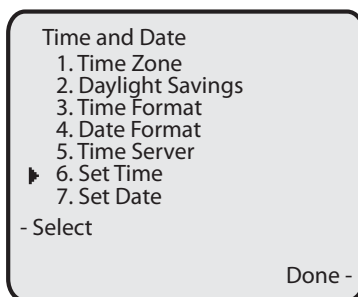 Time and Date
1. Time Zone
2. Daylight Savings
3. Time Format
4. Date Format
5. Time Server
6. Set Time
7. Set Date
- Select
Done -